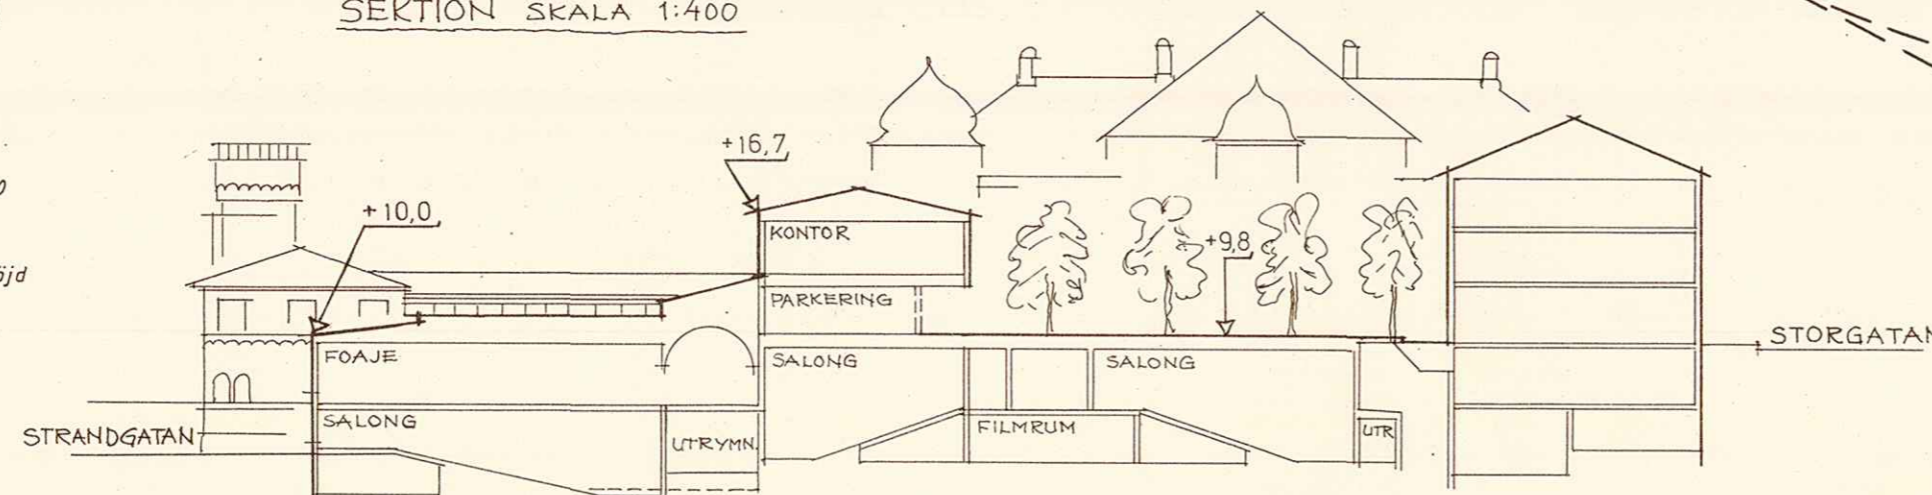 SEKTION SKALA 1:400
+16,7
+10,0
öjd
KONTOR
+9,8
PARKERING
STORGATAN
FOAJE
SALONG
SALONG
SALONG
FILMRUM
STRANDGATAN
UTRYMN.
UTR